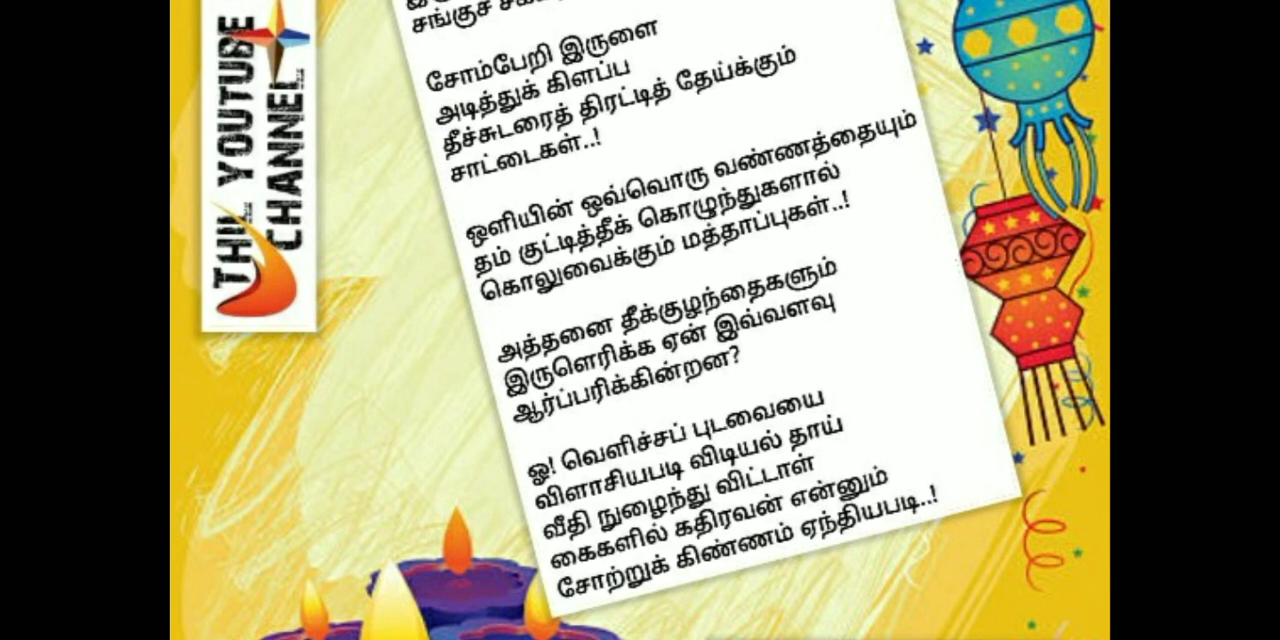 THIL YOUTUBE
CHANNEL
சங்குச்
சோம்பேறி இருளை
அடித்துக் கிளப்ப
தீச்சுடரைத் திரட்டித் தேய்க்கும்
சாட்டைகள்..!
ஒளியின் ஒவ்வொரு வண்ணத்தையும்
தம் குட்டித்தீக் கொழுந்துகளால்
கொலுவைக்கும் மத்தாப்புகள்..!
அத்தனை தீக்குழந்தைகளும்
இருளெரிக்க ஏன் இவ்வளவு
ஆர்ப்பரிக்கின்றன?
ஓ! வெளிச்சப் புடவையை
விளாசியபடி விடியல் தாய்
வீதி நுழைந்து விட்டாள்
கைகளில் கதிரவன் என்னும்
சோற்றுக் கிண்ணம் ஏந்தியபடி..!